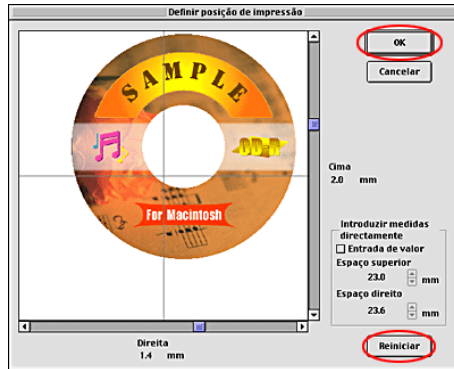 Definir posição de impressão
SAMPLE
CD-R
For Macintosh
OK
Cancelar
Cima
2.0 mm
Introduzir medidas
directamente
Entrada de valor
Espaço superior
23.0 mm
Espaço direito
23.6 mm
Direita
1.4 mm
Reiniciar